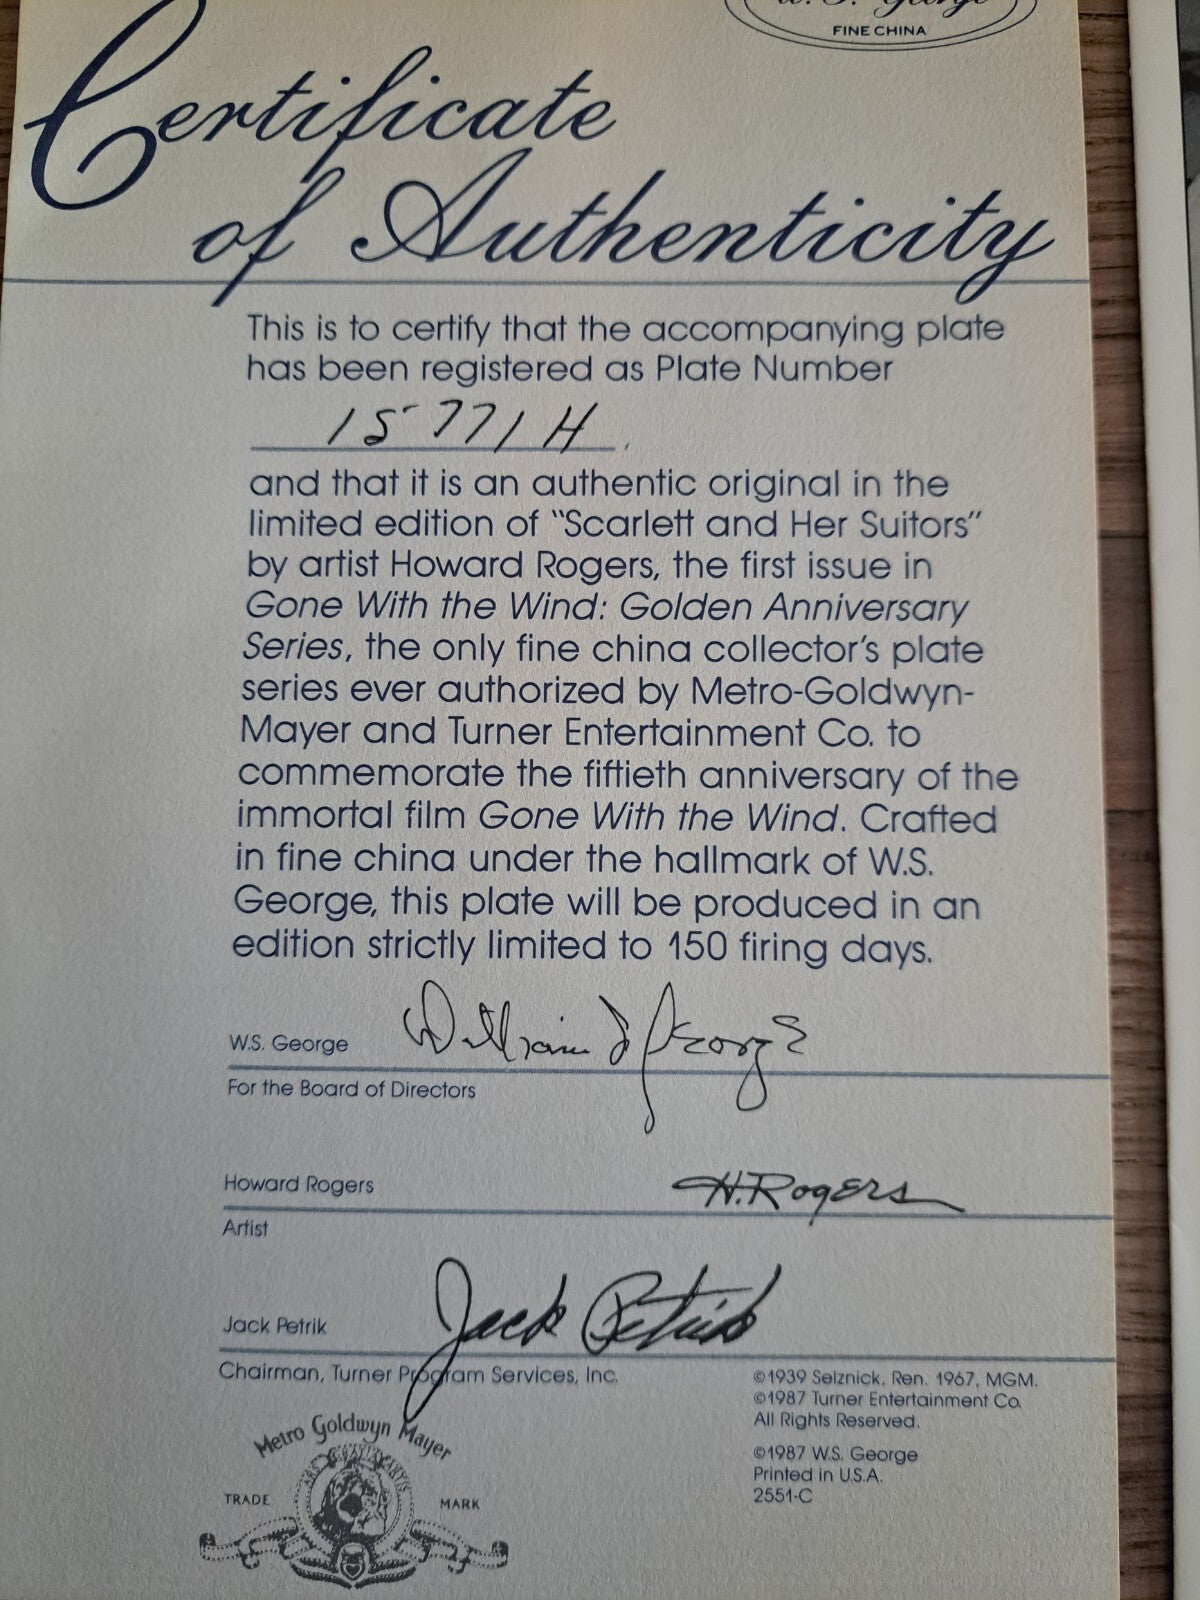 W. S. George
FINE CHINA
Certificate
of Authenticity
This is to certify that the accompanying plate
has been registered as Plate Number
15771H
and that it is an authentic original in the
limited edition of "Scarlett and Her Suitors"
by artist Howard Rogers, the first issue in
Gone With the Wind: Golden Anniversary
Series, the only fine china collector's plate
series ever authorized by Metro-Goldwyn-
Mayer and Turner Entertainment Co. to
commemorate the fiftieth anniversary of the
immortal film Gone With the Wind. Crafted
in fine china under the hallmark of W.S.
George, this plate will be produced in an
edition strictly limited to 150 firing days.
W.S. George William S George
For the Board of Directors
Howard Rogers H. Rogers
Artist
Jack Petrik Jack Petrik
Chairman, Turner Program Services, Inc.
©1939 Selznick, Ren. 1967, MGM.
©1987 Turner Entertainment Co.
All Rights Reserved.
©1987 W.S. George
Printed in U.S.A.
2551-C
Metro Goldwyn Mayer
TRADE MARK